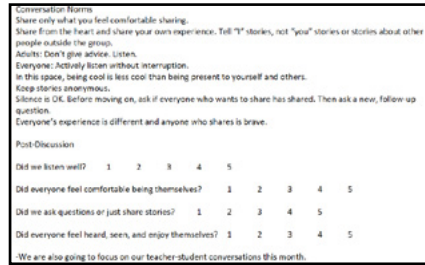 Conversation Norms
Share only what you feel comfortable sharing.
Share from the heart and share your own experience. Tell "I" stories, not "you" stories or stories about other
people outside the group.
Adults: Don't give advice. Listen.
Everyone: Actively listen without interruption.
In this space, being cool is less cool than being present to yourself and others.
Keep stories anonymous.
Silence is OK. Before moving on, ask if everyone who wants to share has shared. Then ask a new, follow-up
question.
Everyone's experience is different and anyone who shares is brave.
Post-Discussion
Did we listen well? 1 2 3 4 5
Did everyone feel comfortable being themselves? 1 2 3 4 5
Did we ask questions or just share stories? 1 2 3 4 5
Did everyone feel heard, seen, and enjoy themselves? 1 2 3 4 5
-We are also going to focus on our teacher-student conversations this month.